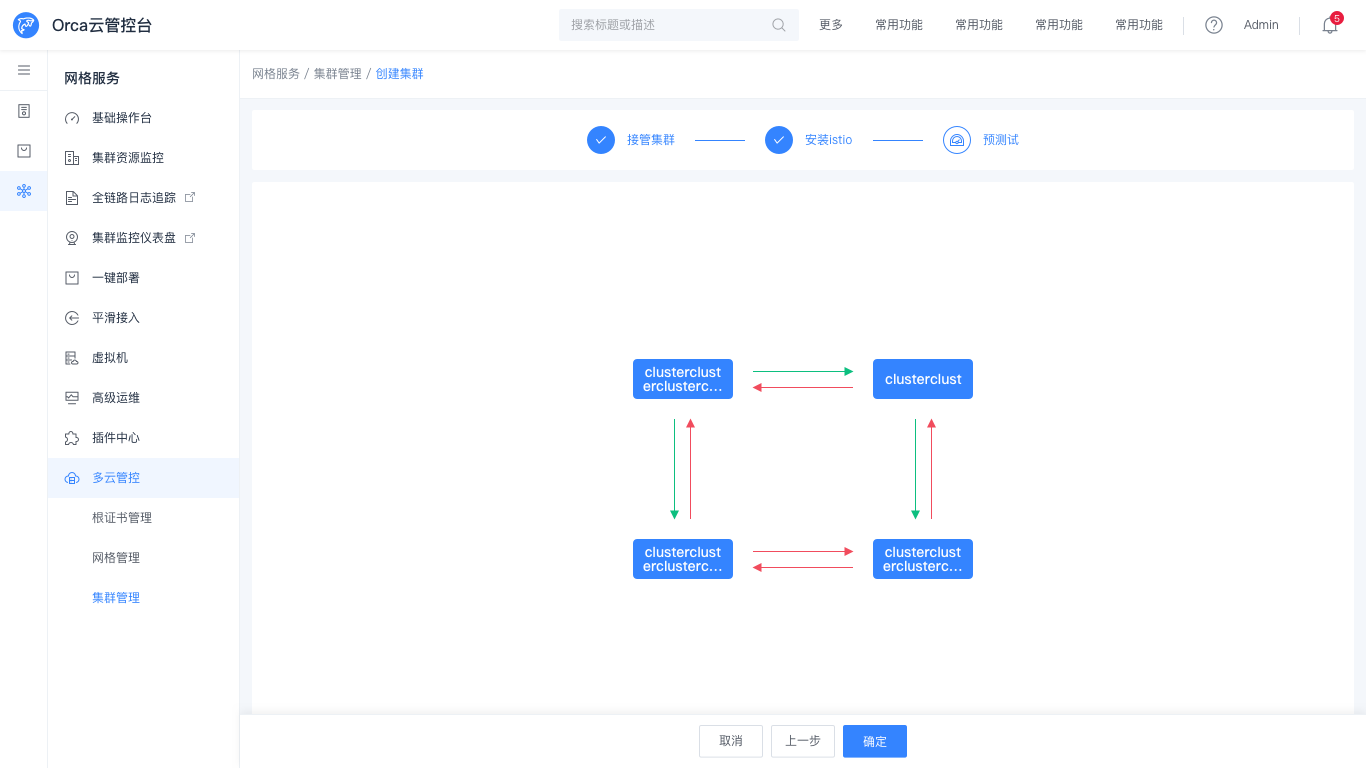 Orca云管控台
搜索标题或描述
更多
常用功能
常用功能
常用功能
常用功能
Admin
5
网格服务
基础操作台
集群资源监控
全链路日志追踪
集群监控仪表盘
一键部署
平滑接入
虚拟机
高级运维
插件中心
多云管控
根证书管理
网格管理
集群管理
网格服务 / 集群管理 / 创建集群
接管集群
安装istio
预测试
clusterclust
erclusterc...
clusterclust
clusterclust
erclusterc...
clusterclust
erclusterc...
取消
上一步
确定